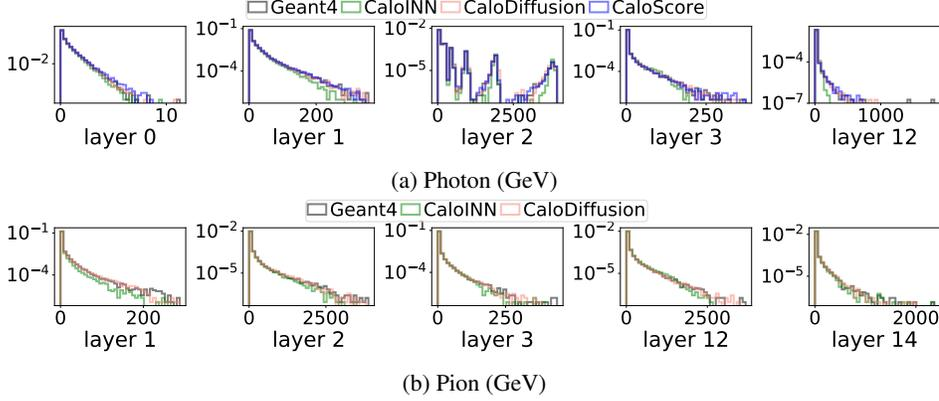 Geant4 CaloINN CaloDiffusion CaloScore
10⁻² 0 10 layer 0
10⁻¹ 10⁻⁴ 0 200 layer 1
10⁻² 10⁻⁵ 0 2500 layer 2
10⁻¹ 10⁻⁴ 0 250 layer 3
10⁻⁴ 10⁻⁷ 0 1000 layer 12
(a) Photon (GeV)
Geant4 CaloINN CaloDiffusion
10⁻¹ 10⁻⁴ 0 200 layer 1
10⁻² 10⁻⁵ 0 2500 layer 2
10⁻¹ 10⁻⁴ 0 250 layer 3
10⁻² 10⁻⁵ 0 2500 layer 12
10⁻² 10⁻⁵ 0 2000 layer 14
(b) Pion (GeV)